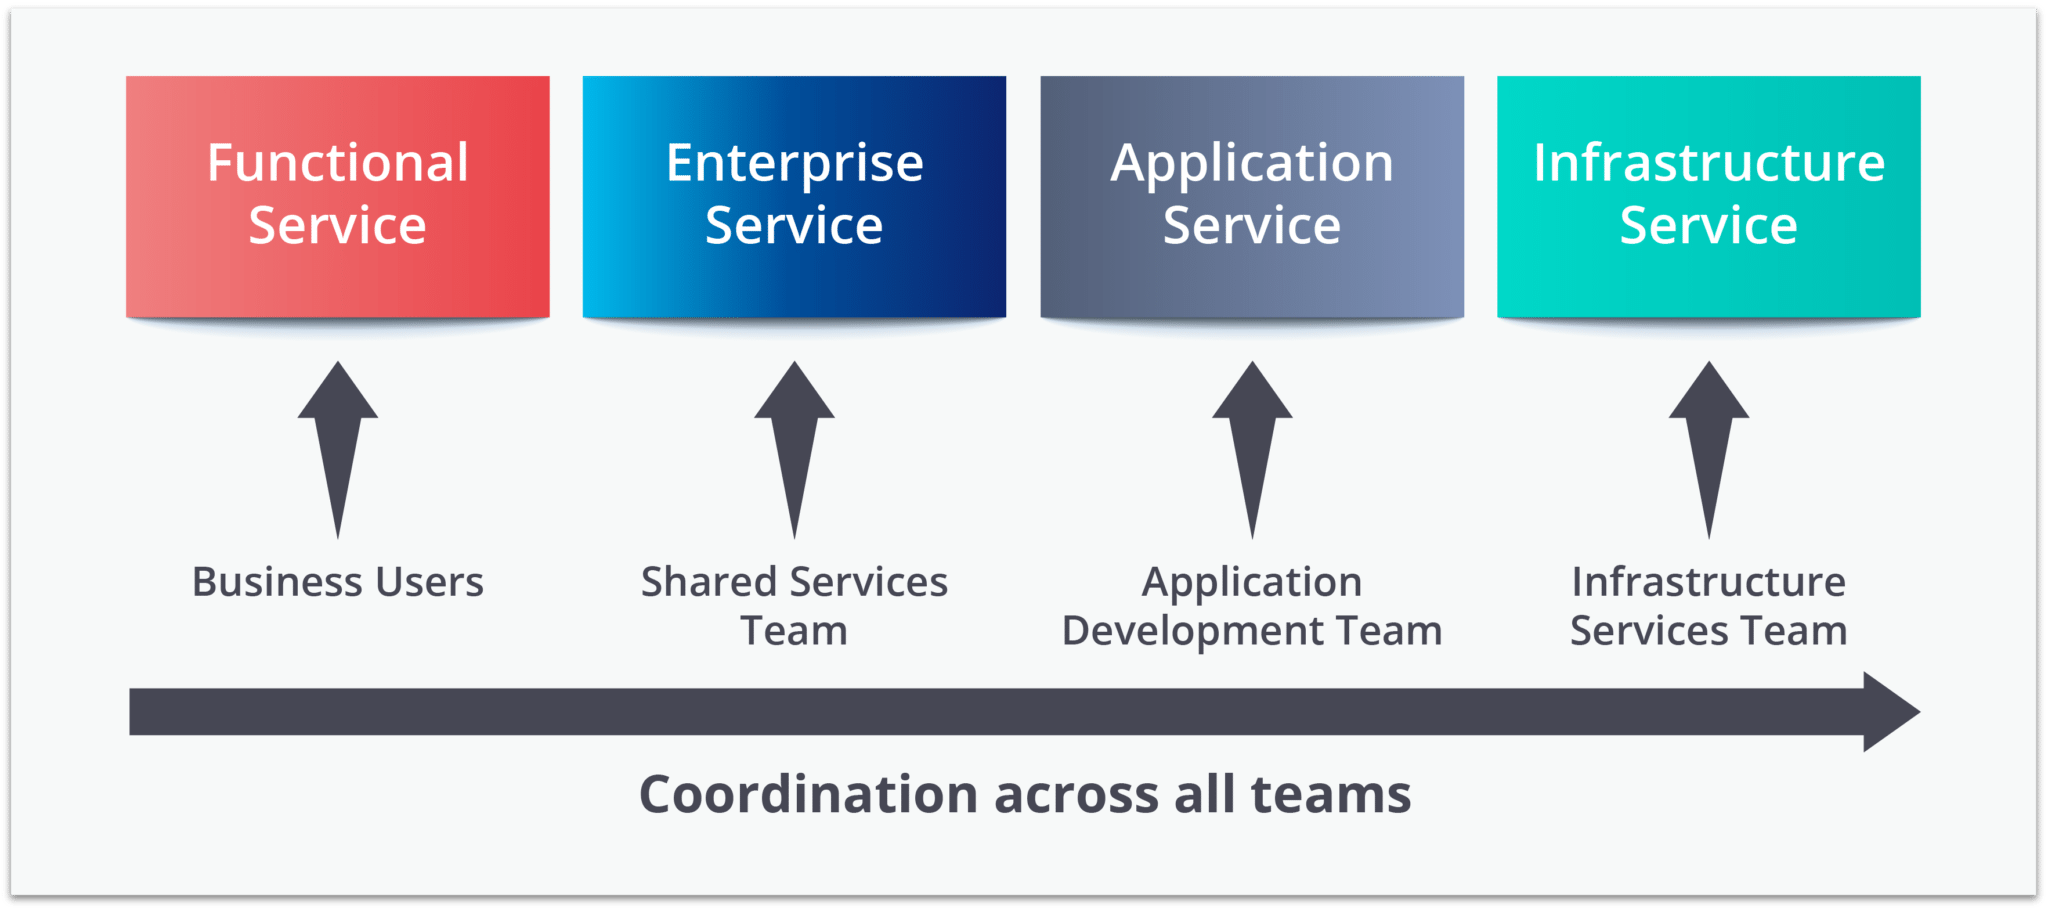 Functional
Service
Enterprise
Service
Application
Service
Infrastructure
Service
Business Users
Shared Services
Team
Application
Development Team
Infrastructure
Services Team
Coordination across all teams